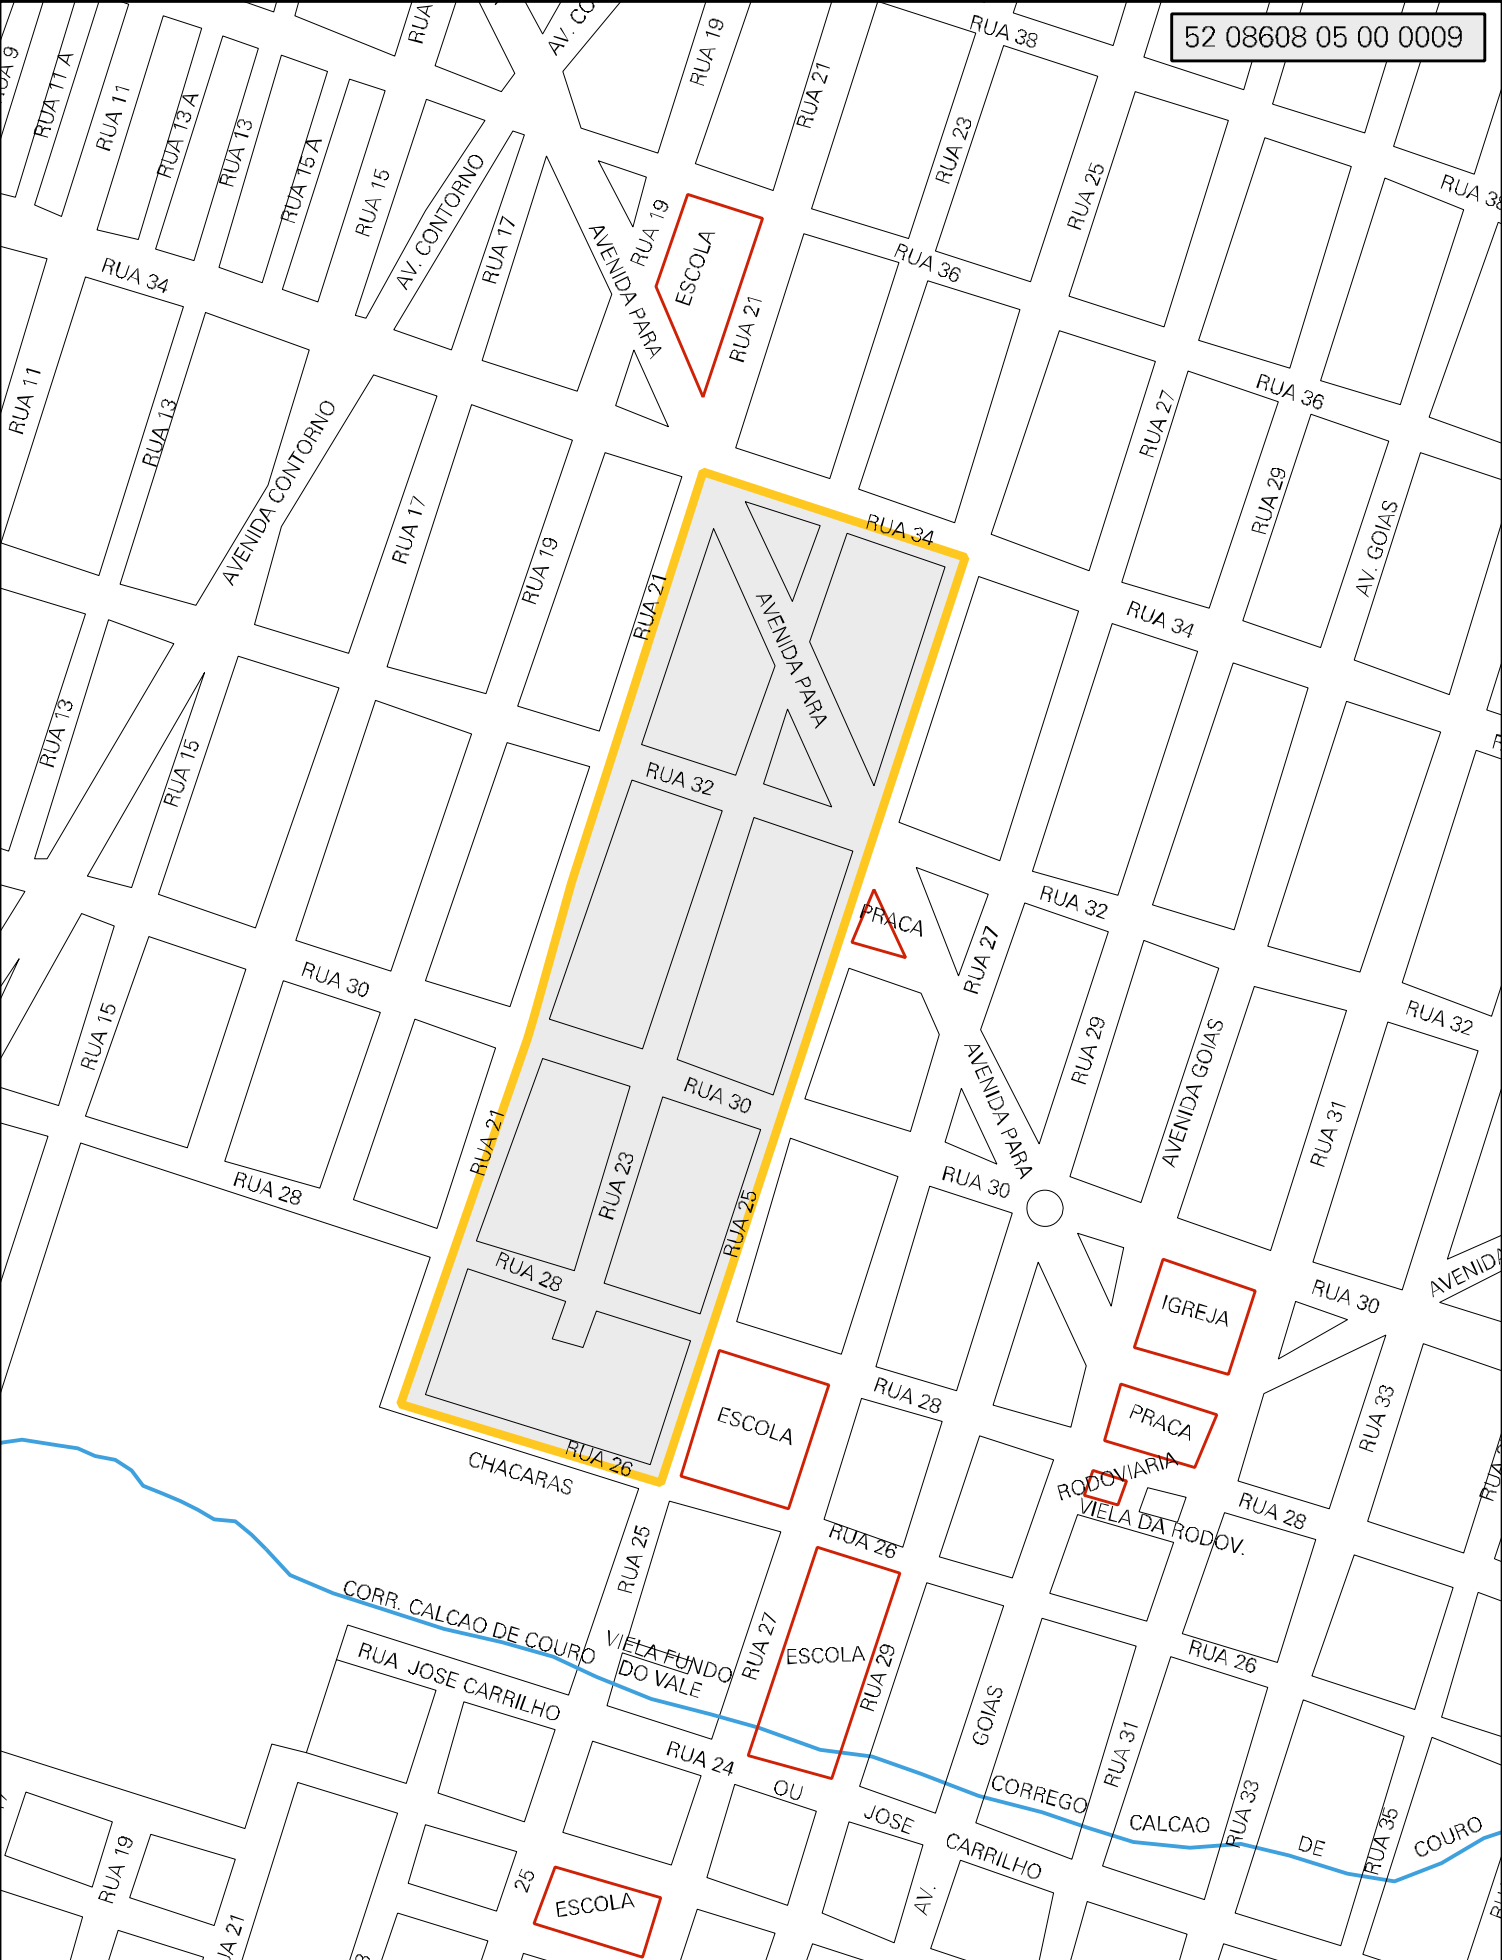 52 08608 05 00 0009
RUA 38
AV. CO
RUA
RUA 19
RUA 21
RUA 23
RUA 25
RUA 38
RUA 11 A
RUA 11
RUA 13 A
RUA 13
RUA 15 A
RUA 15
AV. CONTORNO
RUA 17
RUA 19
AVENIDA PARA
ESCOLA
RUA 21
RUA 36
RUA 34
RUA 36
RUA 11
RUA 13
AVENIDA CONTORNO
RUA 17
RUA 19
RUA 21
RUA 34
RUA 27
RUA 29
AV. GOIAS
AVENIDA PARA
RUA 34
RUA 13
RUA 15
RUA 32
RUA 32
PRACA
RUA 27
RUA 30
RUA 15
RUA 32
RUA 29
AVENIDA GOIAS
AVENIDA PARA
RUA 31
RUA 30
RUA 21
RUA 23
RUA 25
RUA 30
RUA 28
RUA 28
AVENIDA
RUA 30
IGREJA
RUA 28
PRACA
RUA 33
ESCOLA
RUA 26
CHACARAS
RODOVIARIA
VIELA DA RODOV.
RUA 28
RUA 26
RUA 25
CORR. CALCAO DE COURO
VIELA FUNDO
DO VALE
RUA 27
ESCOLA
RUA 29
RUA 26
RUA JOSE CARRILHO
GOIAS
RUA 31
RUA 24
OU
JOSE
CARRILHO
CORREGO
CALCAO
DE
COURO
RUA 33
RUA 35
RUA 19
25
ESCOLA
AV.
UA 21